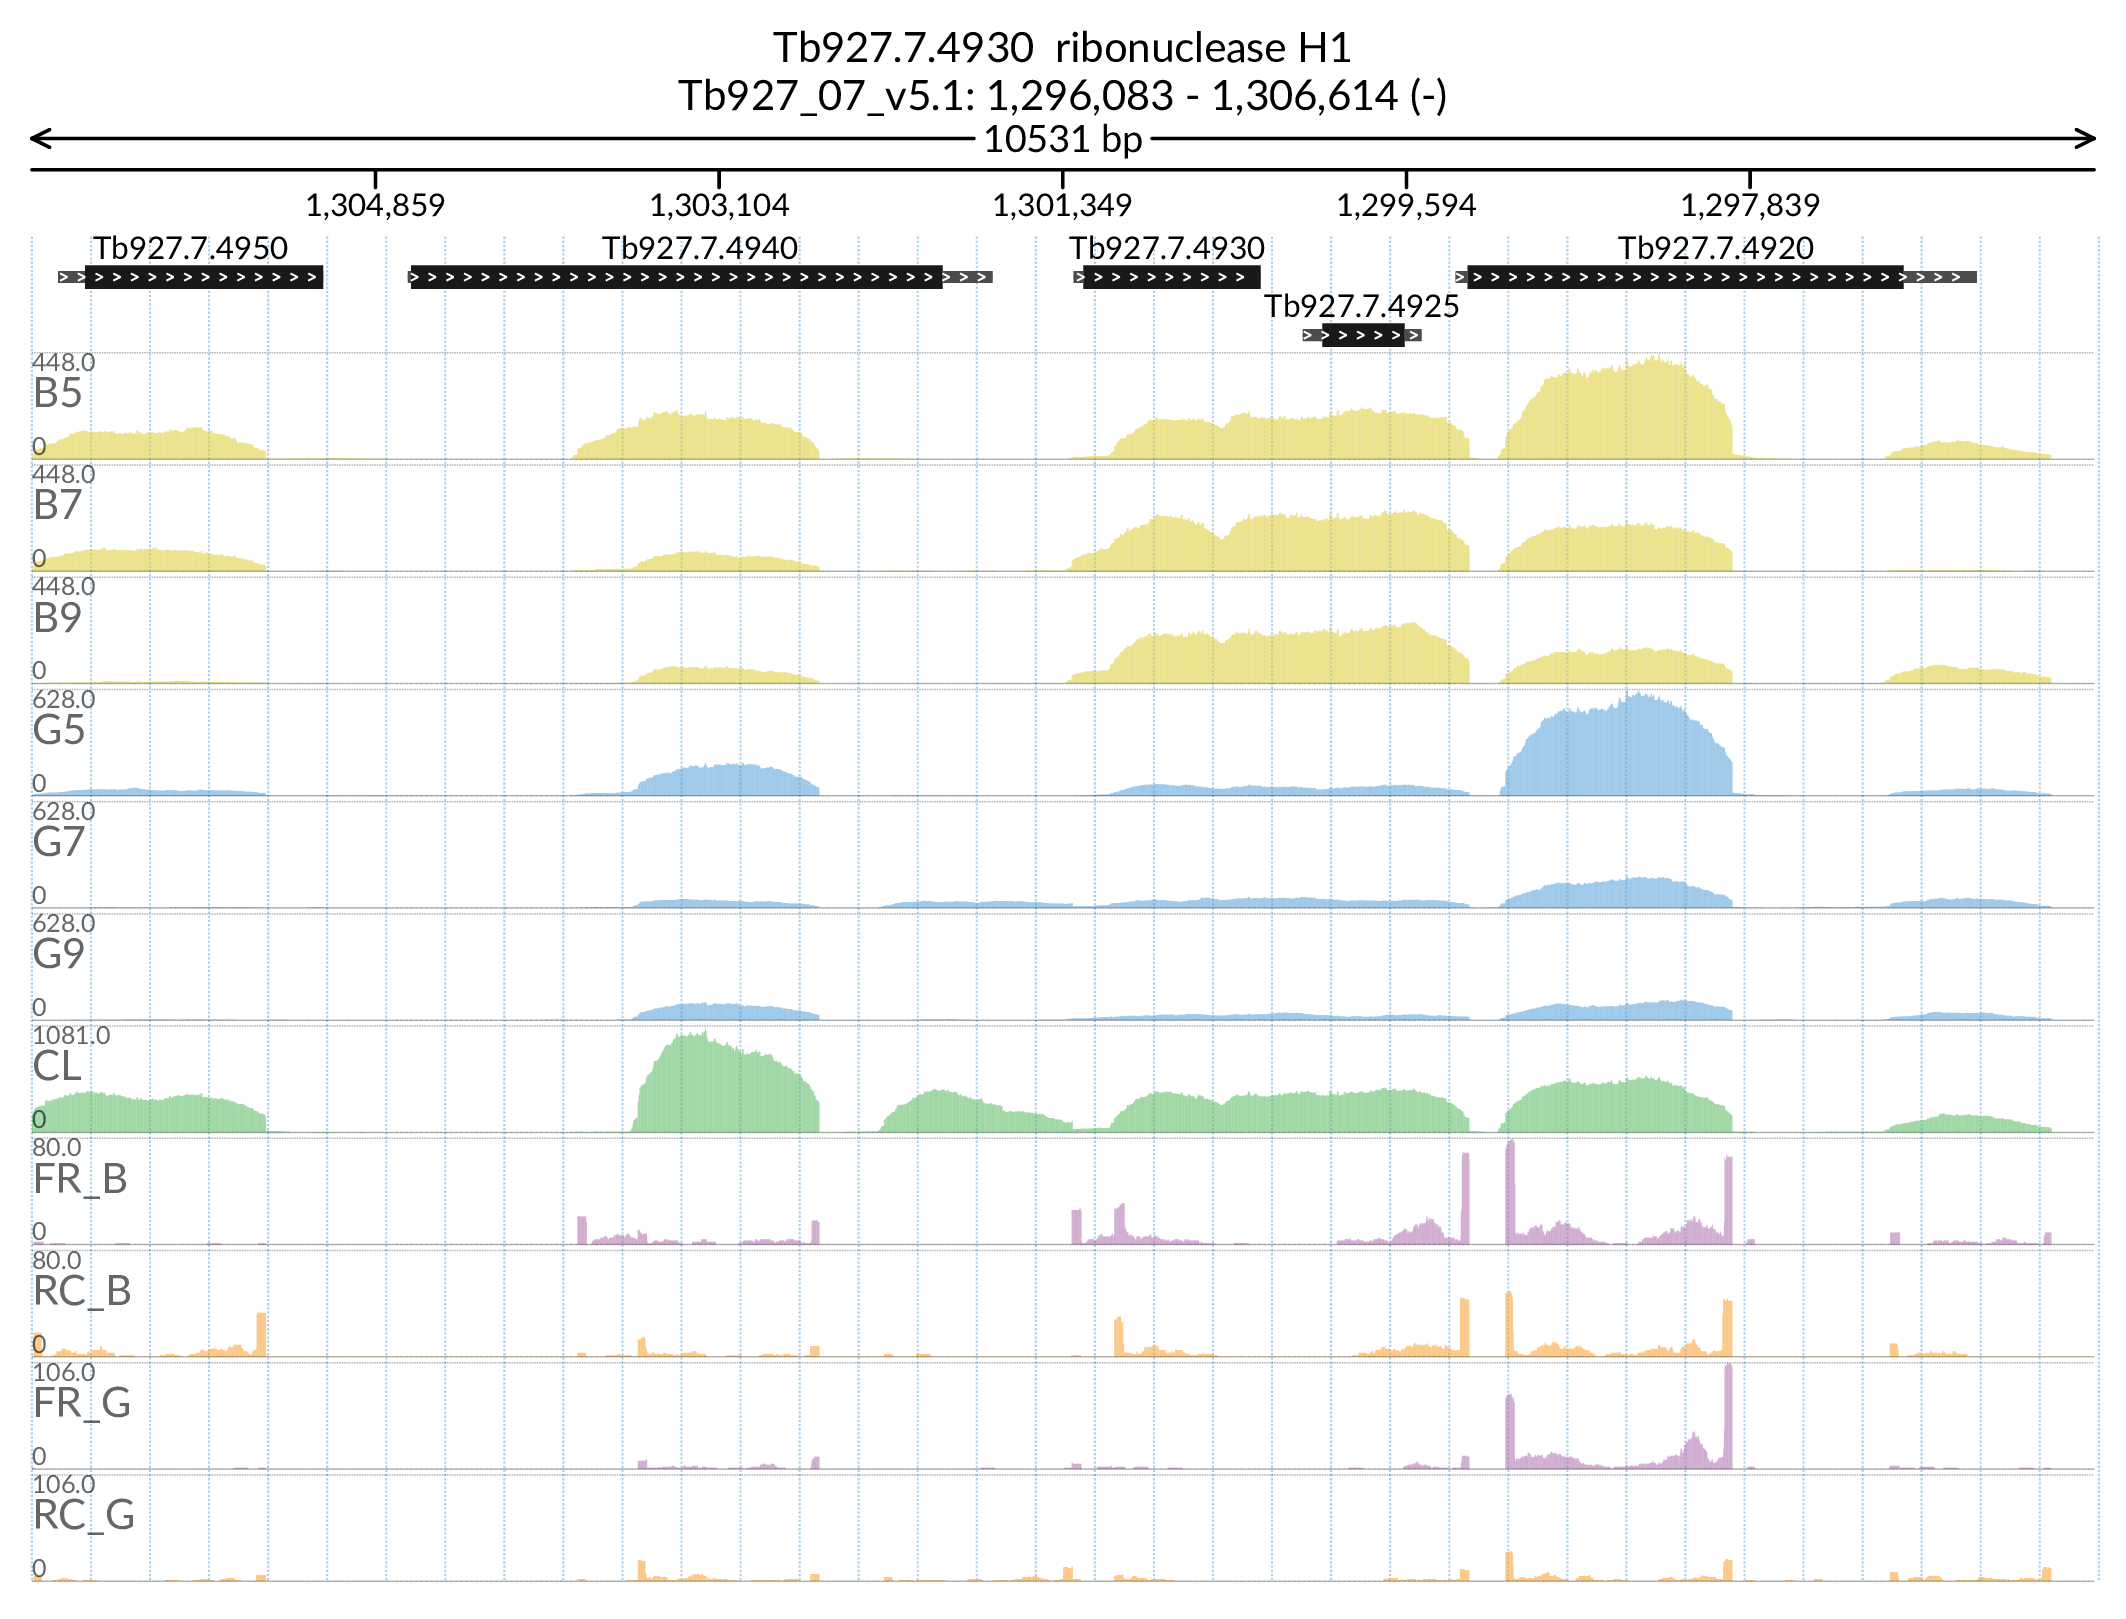 Tb927.7.4930  ribonuclease H1
Tb927_07_v5.1: 1,296,083 - 1,306,614 (-)
10531 bp
1,304,859 1,303,104 1,301,349 1,299,594 1,297,839
Tb927.7.4950 Tb927.7.4940 Tb927.7.4930 Tb927.7.4920
Tb927.7.4925
448.0
B5
0
448.0
B7
0
448.0
B9
0
628.0
G5
0
628.0
G7
0
628.0
G9
0
1081.0
CL
0
80.0
FR_B
0
80.0
RC_B
0
106.0
FR_G
0
106.0
RC_G
0